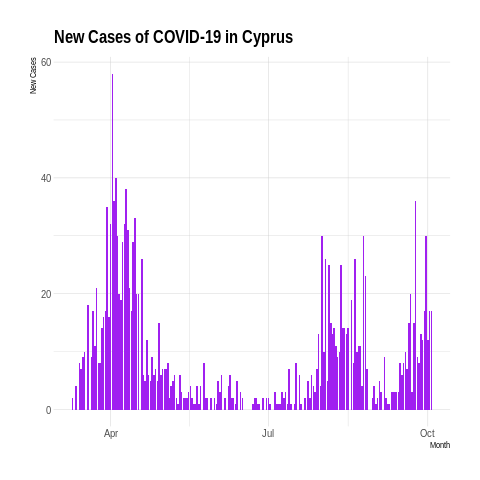 New Cases of COVID-19 in Cyprus
New Cases
60
40
20
0
Apr
Jul
Oct
Month